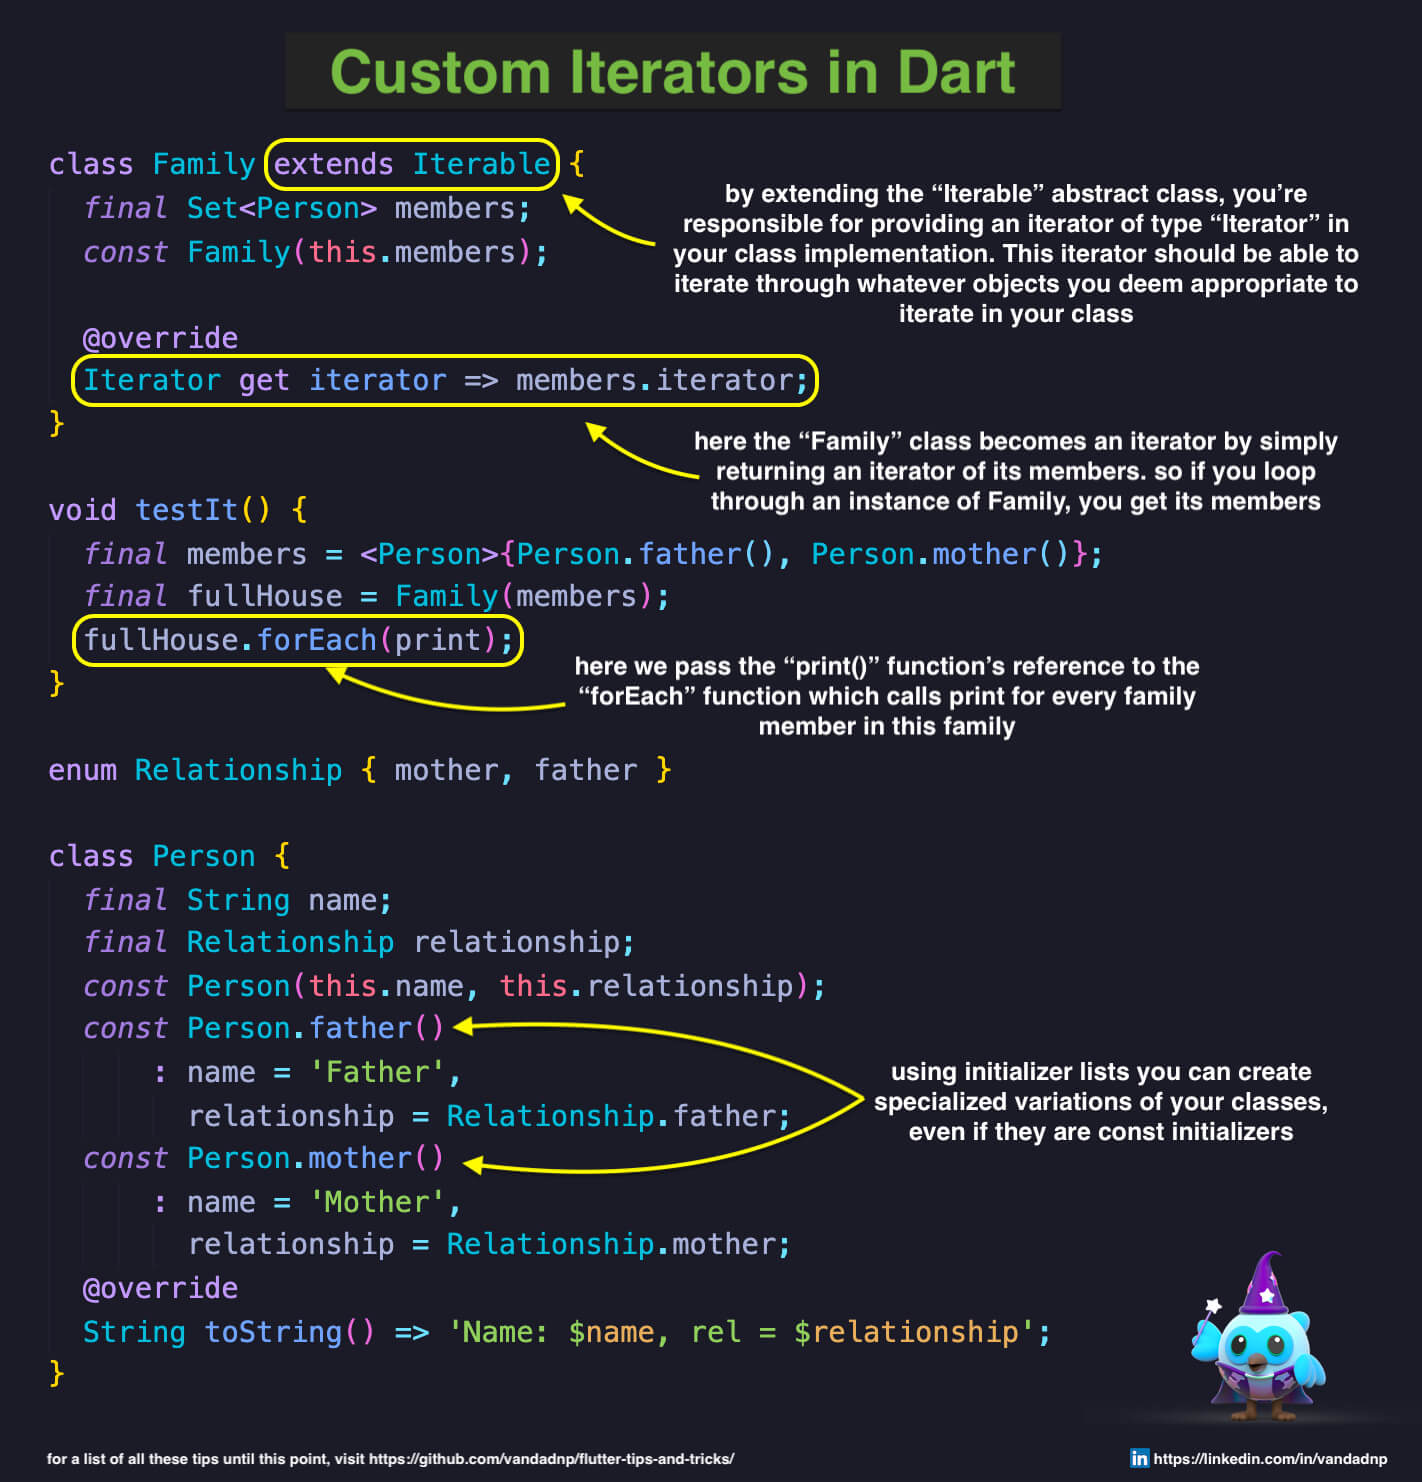 Custom Iterators in Dart
class Family extends Iterable {
final Set<Person> members;
const Family(this.members);
by extending the “Iterable” abstract class, you’re
responsible for providing an iterator of type “Iterator” in
your class implementation. This iterator should be able to
iterate through whatever objects you deem appropriate to
iterate in your class
@override
Iterator get iterator => members.iterator;
}
here the “Family” class becomes an iterator by simply
returning an iterator of its members. so if you loop
through an instance of Family, you get its members
void testIt() {
final members = <Person>{Person.father(), Person.mother()};
final fullHouse = Family(members);
fullHouse.forEach(print);
}
here we pass the “print()” function’s reference to the
“forEach” function which calls print for every family
member in this family
enum Relationship { mother, father }
class Person {
final String name;
final Relationship relationship;
const Person(this.name, this.relationship);
const Person.father()
: name = 'Father',
relationship = Relationship.father;
const Person.mother()
: name = 'Mother',
relationship = Relationship.mother;
using initializer lists you can create
specialized variations of your classes,
even if they are const initializers
@override
String toString() => 'Name: $name, rel = $relationship';
}
for a list of all these tips until this point, visit https://github.com/vandadnp/flutter-tips-and-tricks/
in https://linkedin.com/in/vandadnp